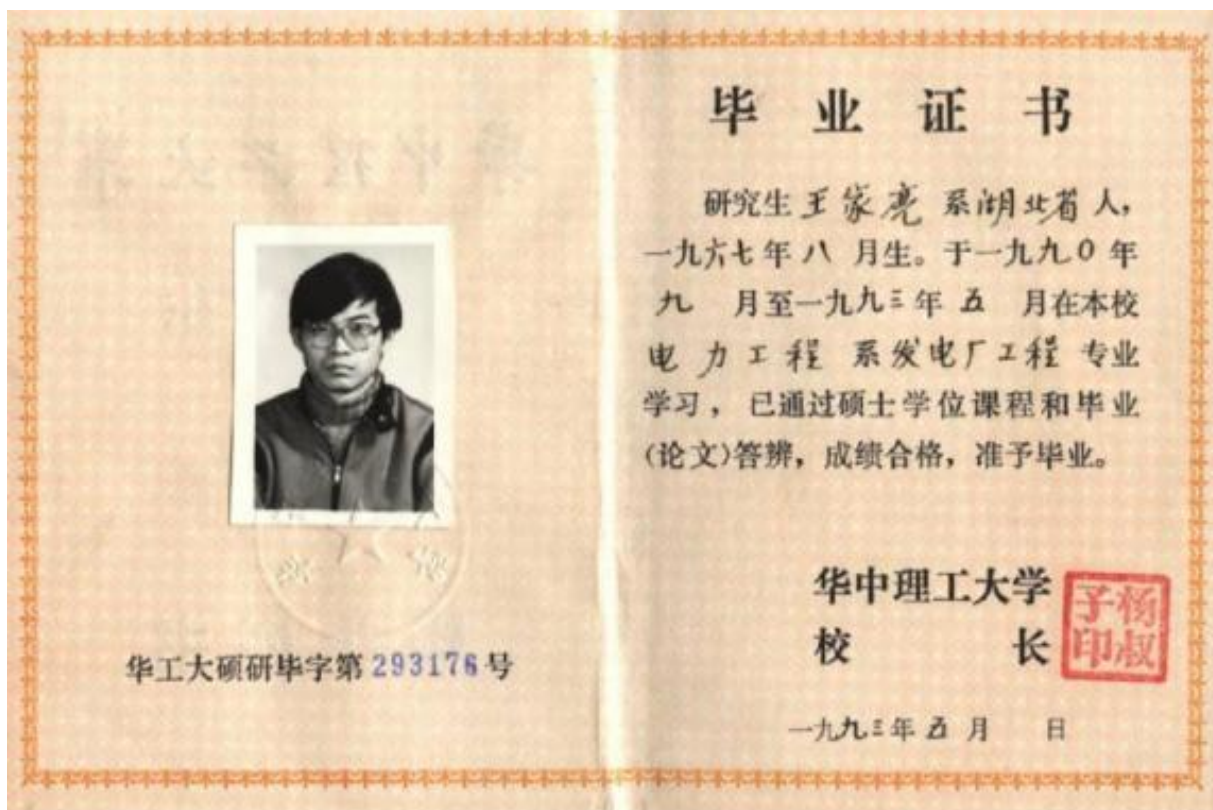 华工大硕研毕字第293176号
毕业证书
研究生王家亮 系湖北省人，
一九六七年八 月生。于一九九0年
九 月至一九九三年五 月在本校
电力工程 系发电厂工程 专业
学习，已通过硕士学位课程和毕业
(论文)答辨，成绩合格，准予毕业。
华中理工大学
校长
杨叔子印
一九九三年五月 日